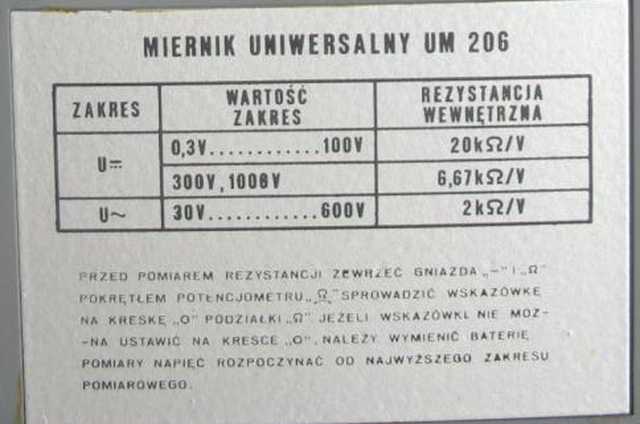 MIERNIK UNIWERSALNY UM 206
ZAKRES WARTOŚĆ ZAKRES REZYSTANCJA WEWNĘTRZNA
U⎓ 0,3V............100V 20kΩ/V
300V,1000V 6,67kΩ/V
U~ 30V............600V 2kΩ/V
PRZED POMIAREM REZYSTANCJI ZEWRZEĆ GNIAZDA „–" I „Ω"
POKRĘTŁEM POTENCJOMETRU „Ω" SPROWADZIĆ WSKAZÓWKĘ
NA KRESKĘ „O" PODZIAŁKI „Ω" JEŻELI WSKAZÓWKI NIE MOŻ-
-NA USTAWIĆ NA KRESCE „O", NALEŻY WYMIENIĆ BATERIĘ
POMIARY NAPIĘĆ ROZPOCZYNAĆ OD NAJWYŻSZEGO ZAKRESU
POMIAROWEGO.